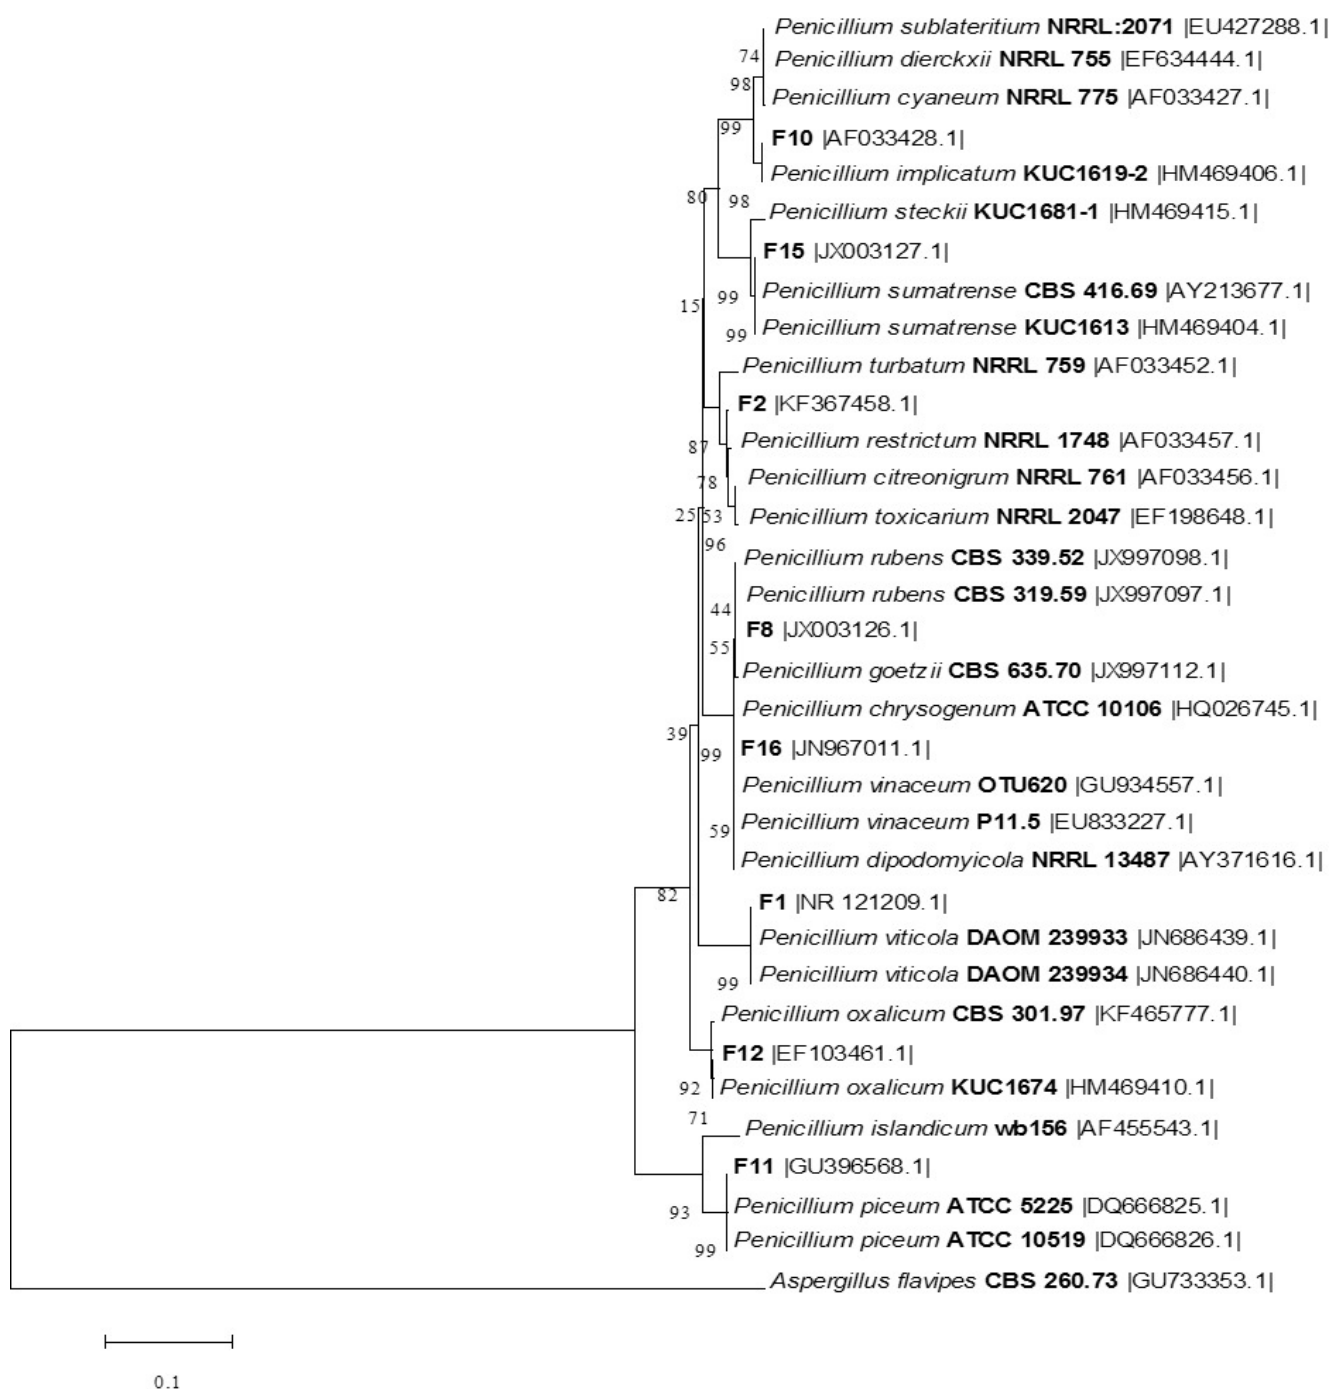 Penicillium sublateritium NRRL:2071 |EU427288.1|
74
Penicillium dierckxii NRRL 755 |EF634444.1|
98
Penicillium cyaneum NRRL 775 |AF033427.1|
99
F10 |AF033428.1|
Penicillium implicatum KUC1619-2 |HM469406.1|
80
98
Penicillium steckii KUC1681-1 |HM469415.1|
F15 |JX003127.1|
Penicillium sumatrense CBS 416.69 |AY213677.1|
99
15
Penicillium sumatrense KUC1613 |HM469404.1|
99
Penicillium turbatum NRRL 759 |AF033452.1|
F2 |KF367458.1|
Penicillium restrictum NRRL 1748 |AF033457.1|
87
Penicillium citreonigrum NRRL 761 |AF033456.1|
78
25
53
Penicillium toxicarium NRRL 2047 |EF198648.1|
96
Penicillium rubens CBS 339.52 |JX997098.1|
Penicillium rubens CBS 319.59 |JX997097.1|
44
F8 |JX003126.1|
55
Penicillium goetzii CBS 635.70 |JX997112.1|
Penicillium chrysogenum ATCC 10106 |HQ026745.1|
39
99
F16 |JN967011.1|
Penicillium vinaceum OTU620 |GU934557.1|
Penicillium vinaceum P11.5 |EU833227.1|
59
Penicillium dipodomyicola NRRL 13487 |AY371616.1|
82
F1 |NR 121209.1|
Penicillium viticola DAOM 239933 |JN686439.1|
Penicillium viticola DAOM 239934 |JN686440.1|
99
Penicillium oxalicum CBS 301.97 |KF465777.1|
F12 |EF103461.1|
92
Penicillium oxalicum KUC1674 |HM469410.1|
71
Penicillium islandicum wb156 |AF455543.1|
F11 |GU396568.1|
93
Penicillium piceum ATCC 5225 |DQ666825.1|
99
Penicillium piceum ATCC 10519 |DQ666826.1|
Aspergillus flavipes CBS 260.73 |GU733353.1|
0.1